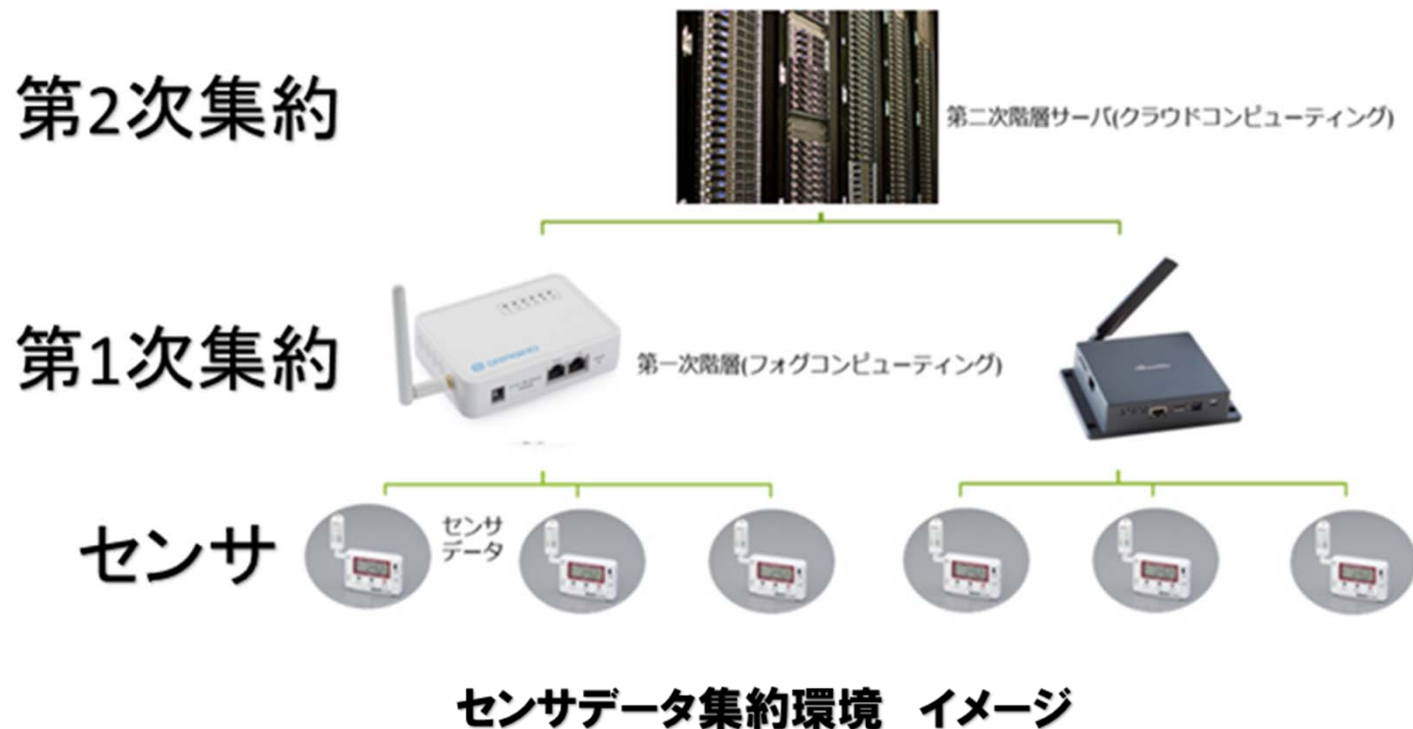 第2次集約
第二次階層サーバ(クラウドコンピューティング)
第1次集約
第一次階層(フォグコンピューティング)
センサ
センサ
データ
センサデータ集約環境　イメージ